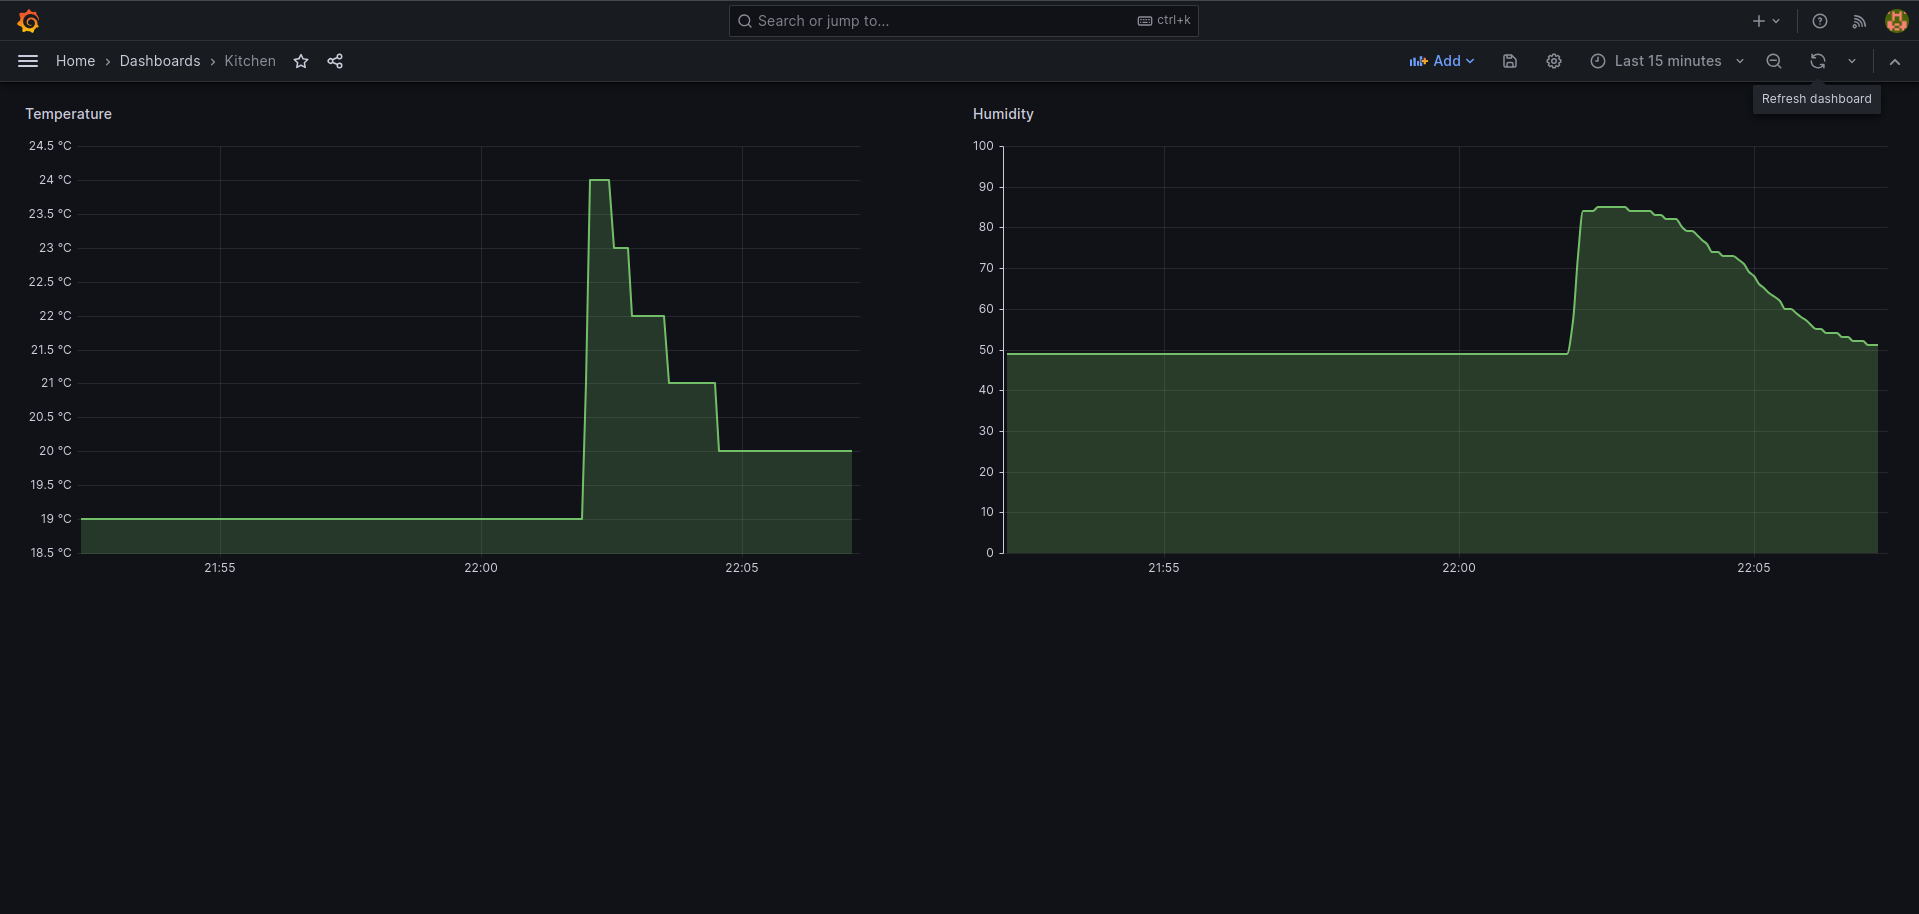 Search or jump to... ctrl+k
Home › Dashboards › Kitchen Add Last 15 minutes
Refresh dashboard
Temperature
24.5 °C
24 °C
23.5 °C
23 °C
22.5 °C
22 °C
21.5 °C
21 °C
20.5 °C
20 °C
19.5 °C
19 °C
18.5 °C
21:55 22:00 22:05
Humidity
100
90
80
70
60
50
40
30
20
10
0
21:55 22:00 22:05